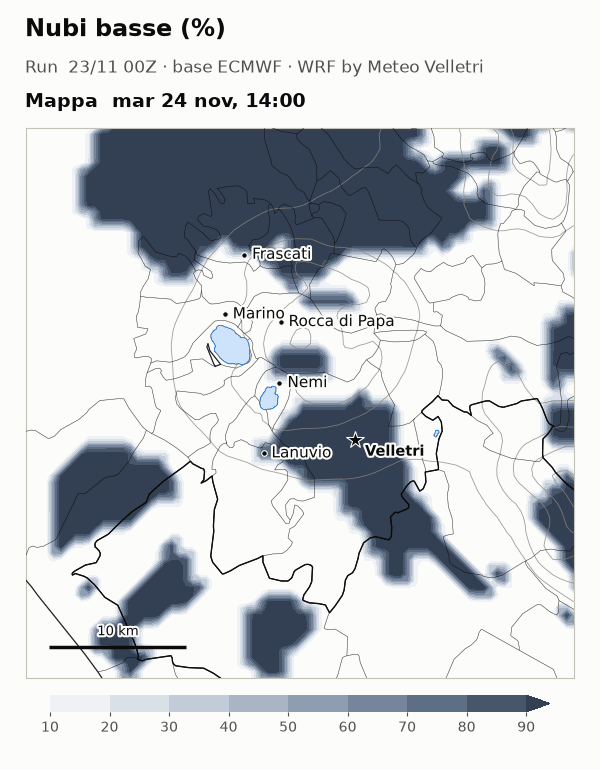 Nubi basse (%)
Run  23/11 00Z · base ECMWF · WRF by Meteo Velletri
Mappa  mar 24 nov, 14:00
Frascati
Marino
Rocca di Papa
Nemi
Velletri
Lanuvio
10 km
10 20 30 40 50 60 70 80 90